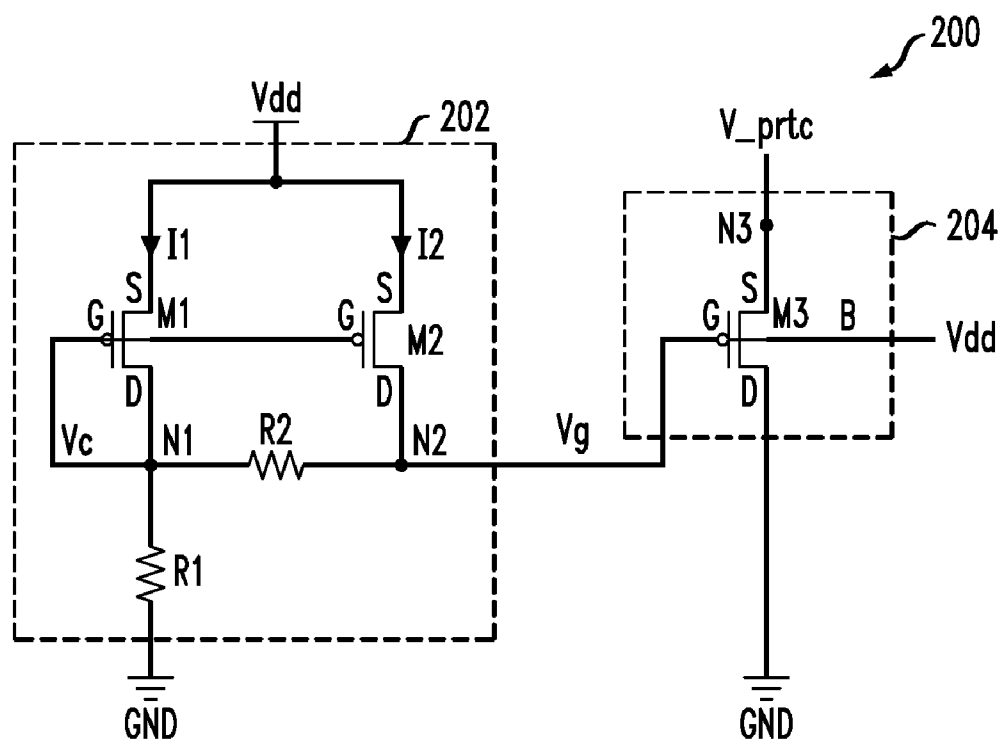 200
Vdd
202
V_prtc
204
N3
I1
I2
S
S
S
G
M1
G
M2
G
M3
B
Vdd
D
D
D
Vc
N1
R2
N2
Vg
R1
GND
GND